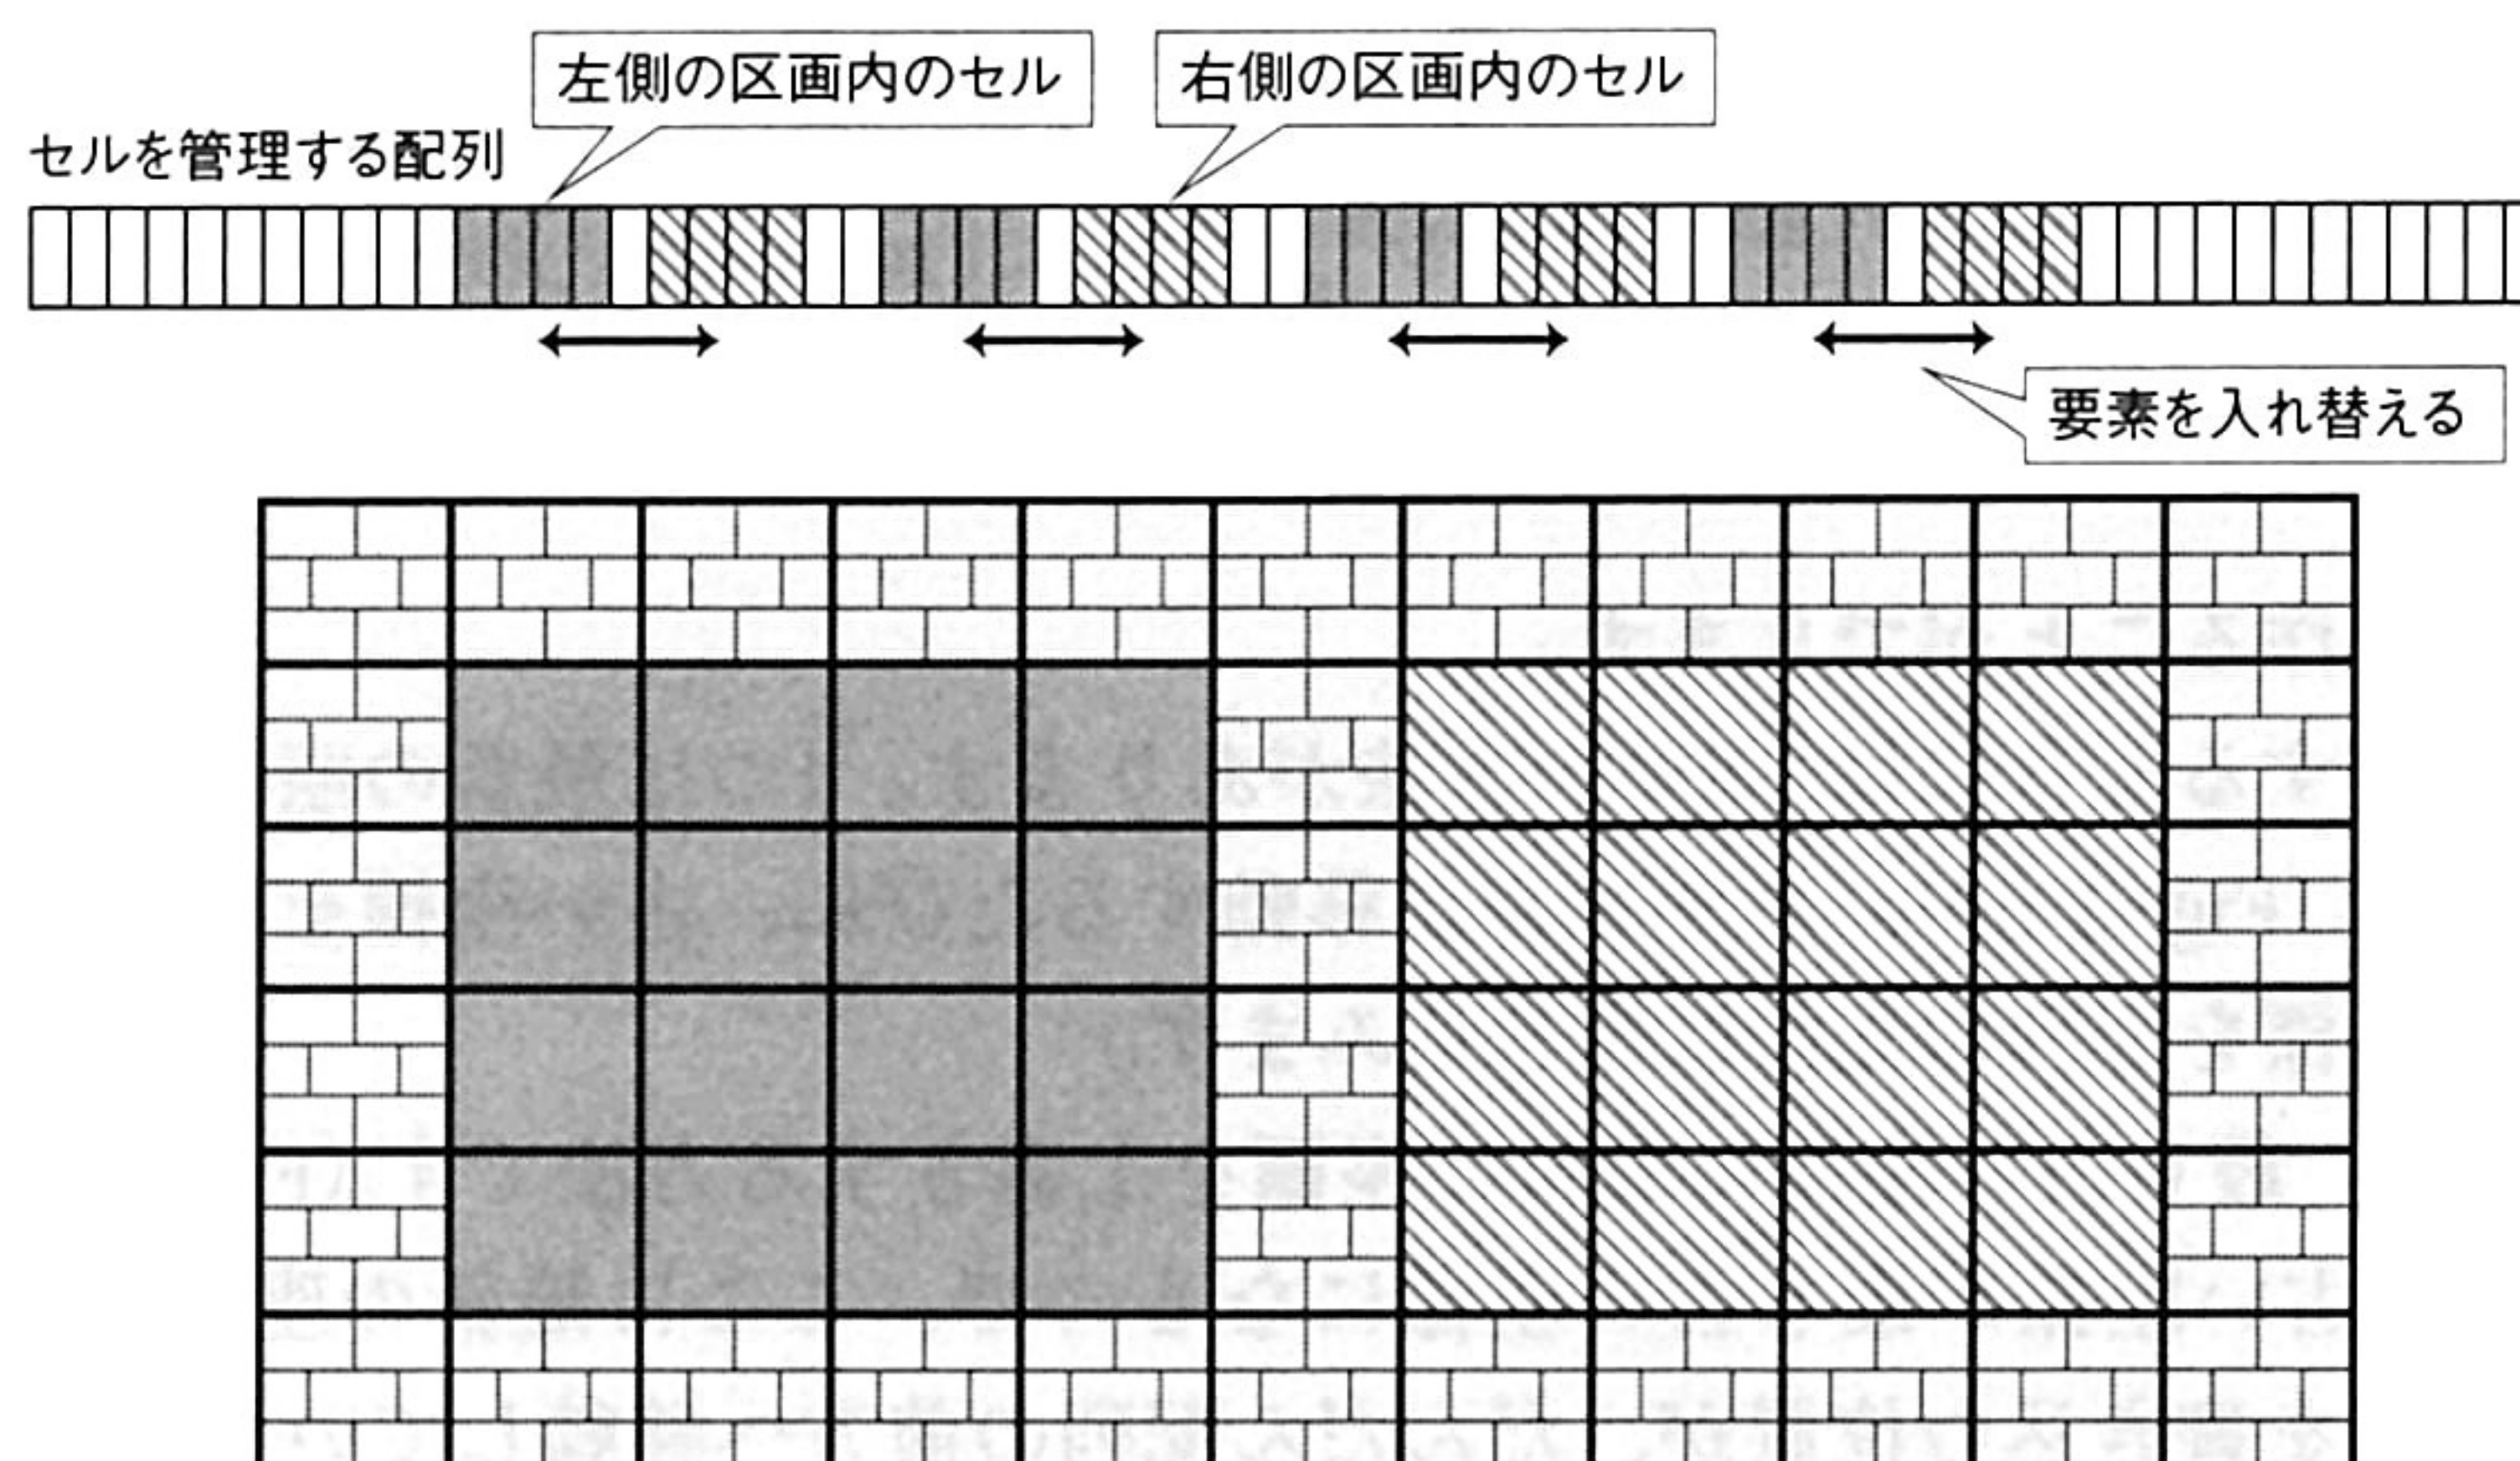 左側の区画内のセル
右側の区画内のセル
セルを管理する配列
要素を入れ替える